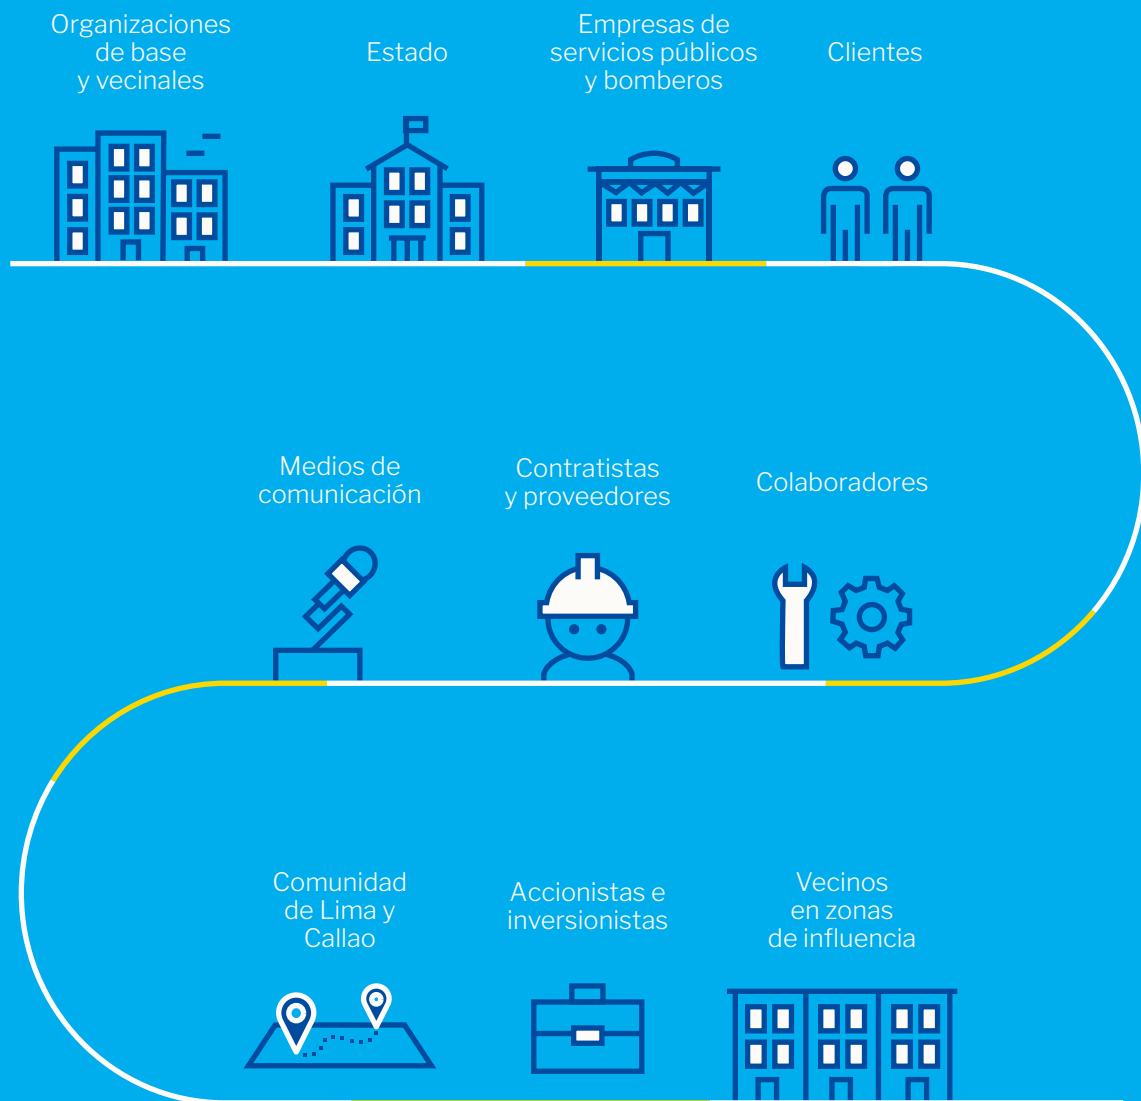 Organizaciones
de base
y vecinales
Estado
Empresas de
servicios públicos
y bomberos
Clientes
Medios de
comunicación
Contratistas
y proveedores
Colaboradores
Comunidad
de Lima y
Callao
Accionistas e
inversionistas
Vecinos
en zonas
de influencia